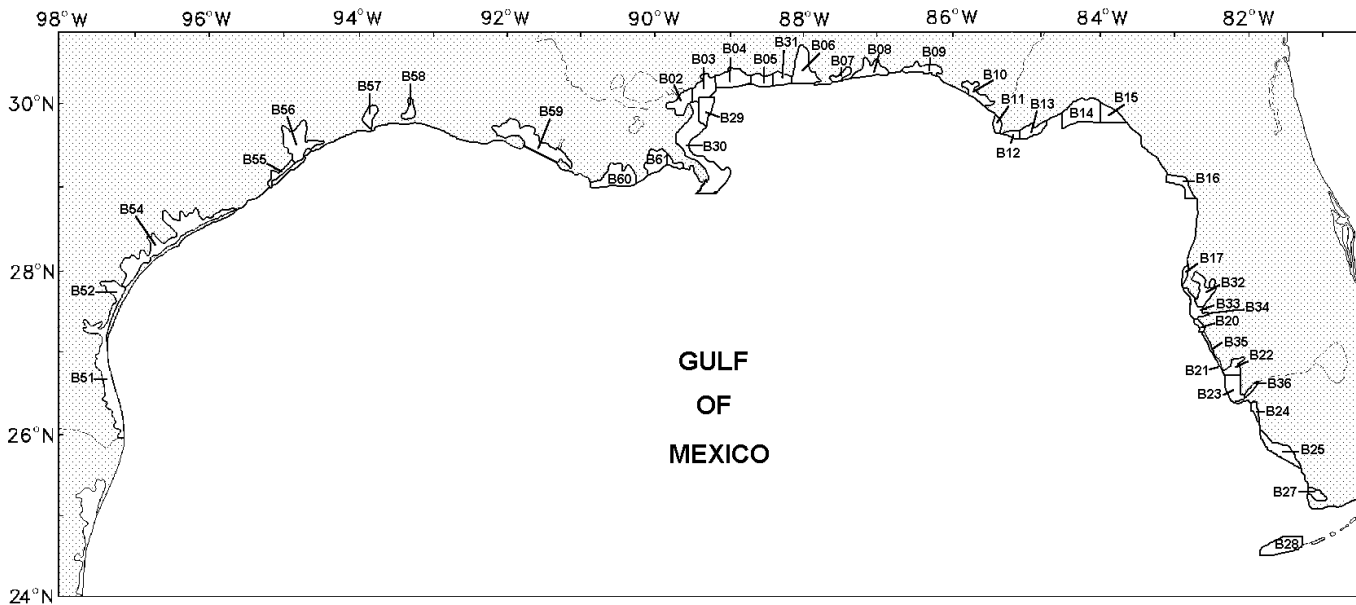 98°W 96°W 94°W 92°W 90°W 88°W 86°W 84°W 82°W
B31
B58 B03 B04 B05 B06 B07 B08 B09
B57 B02 B10
30°N
B56 B59 B29 B11 B13 B14 B15
B30 B12
B55 B61
B60 B16
B54
28°N B17
B52 B32
B33 B34
B20
B35
GULF B21 B22
B51 B23 B36
OF B24
26°N
MEXICO B25
B27
B28
24°N